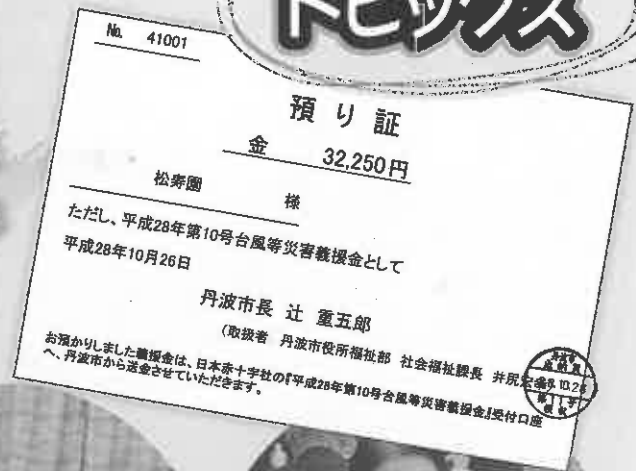 トピックス
No. 41001
預り証
金 32,250円
松寿園 様
ただし、平成28年第10号台風等災害義援金として
平成28年10月26日
丹波市長 辻 重五郎
(取扱者 丹波市役所福祉部 社会福祉課長 井尻
お預かりしました義援金は、日本赤十字社の『平成28年第10号台風等災害義援金』受付口座
へ、丹波市から送金させていただきます。